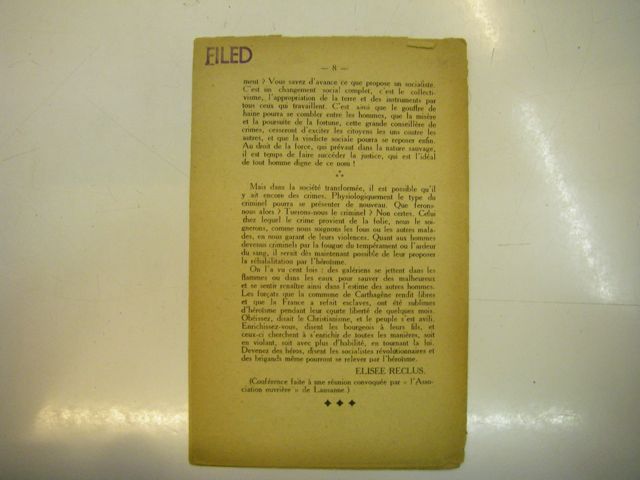 FILED
— 8 —
ment ? Vous savez d'avance ce que propose un socialiste.
C'est un changement social complet, c'est le collecti-
visme, l'appropriation de la terre et des instruments par
tous ceux qui travaillent. C'est ainsi que le gouffre de
haine pourra se combler entre les hommes, que la misère
et la poursuite de la fortune, cette grande conseillère de
crimes, cesseront d'exciter les citoyens les uns contre les
autres, et que la vindicte sociale pourra se reposer enfin.
Au droit de la force, qui prévaut dans la nature sauvage,
il est temps de faire succéder la justice, qui est l'idéal
de tout homme digne de ce nom !
Mais dans la société transformée, il est possible qu'il
y ait encore des crimes. Physiologiquement le type du
criminel pourra se présenter de nouveau. Que ferons-
nous alors ? Tuerons-nous le criminel ? Non certes. Celui
chez lequel le crime provient de la folie, nous le soi-
gnerons, comme nous soignons les fous ou les autres mala-
des, en nous garant de leurs violences. Quant aux hommes
devenus criminels par la fougue du tempérament ou l'ardeur
du sang, il serait dès maintenant possible de leur proposer
la réhabilitation par l'héroïsme.
On l'a vu cent fois : des galériens se jettent dans les
flammes ou dans les eaux pour sauver des malheureux
et se sentir renaître ainsi dans l'estime des autres hommes.
Les forçats que la commune de Carthagène rendit libres
et que la France a refait esclaves, ont été sublimes
d'héroïsme pendant leur courte liberté de quelques mois.
Obéissez, disait le Christianisme, et le peuple s'est avili.
Enrichissez-vous, disent les bourgeois à leurs fils, et
ceux-ci cherchent à s'enrichir de toutes les manières, soit
en violant, soit avec plus d'habilité, en tournant la loi.
Devenez des héros, disent les socialistes révolutionnaires et
des brigands même pourront se relever par l'héroïsme.
ELISEE RECLUS.
(Conférence faite à une réunion convoquée par « l'Asso-
ciation ouvrière » de Lausanne.)